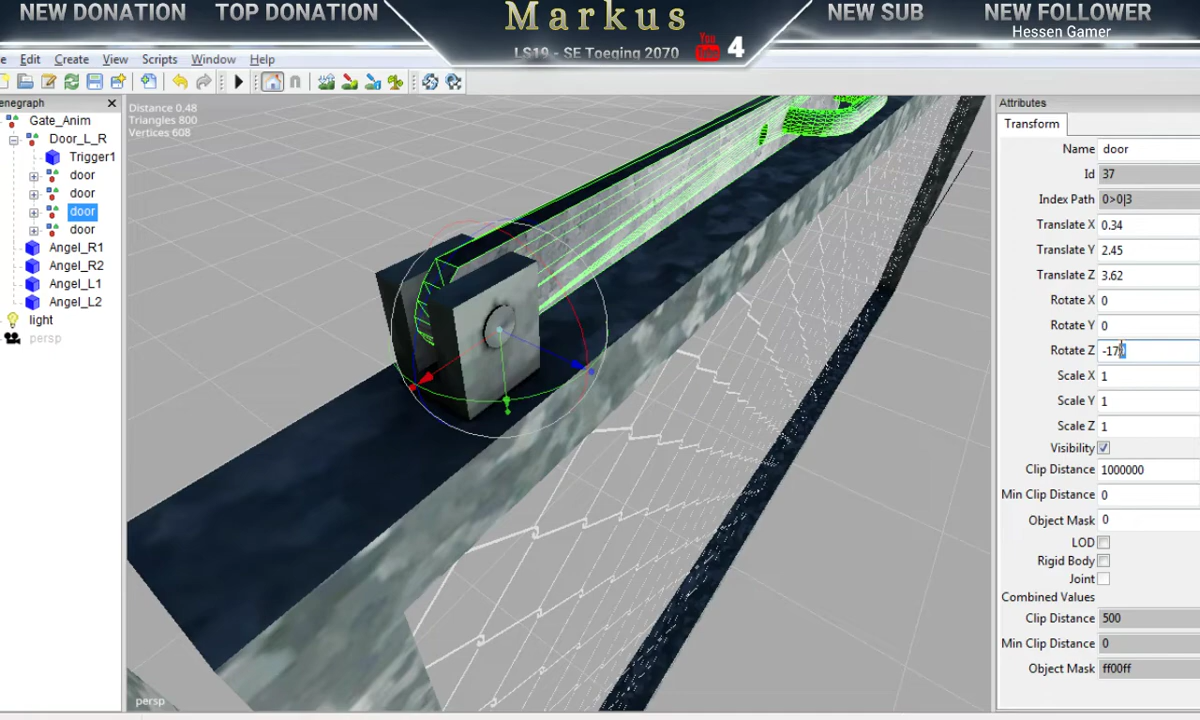 NEW DONATION
TOP DONATION
Markus
NEW SUB
NEW FOLLOWER
Hessen Gamer
LS19 - SE Toeging 2070
You
4
Edit
Create
View
Scripts
Window
Help
enegraph
Gate_Anim
Door_L_R
Trigger1
door
door
door
door
Angel_R1
Angel_R2
Angel_L1
Angel_L2
light
persp
Distance 0.48
Triangles 800
Vertices 608
persp
Attributes
Transform
Name door
Id 37
Index Path 0>0|3
Translate X 0.34
Translate Y 2.45
Translate Z 3.62
Rotate X 0
Rotate Y 0
Rotate Z
Scale X 1
Scale Y 1
Scale Z 1
Visibility
Clip Distance 1000000
Min Clip Distance 0
Object Mask 0
LOD
Rigid Body
Joint
Combined Values
Clip Distance 500
Min Clip Distance 0
Object Mask ff00ff